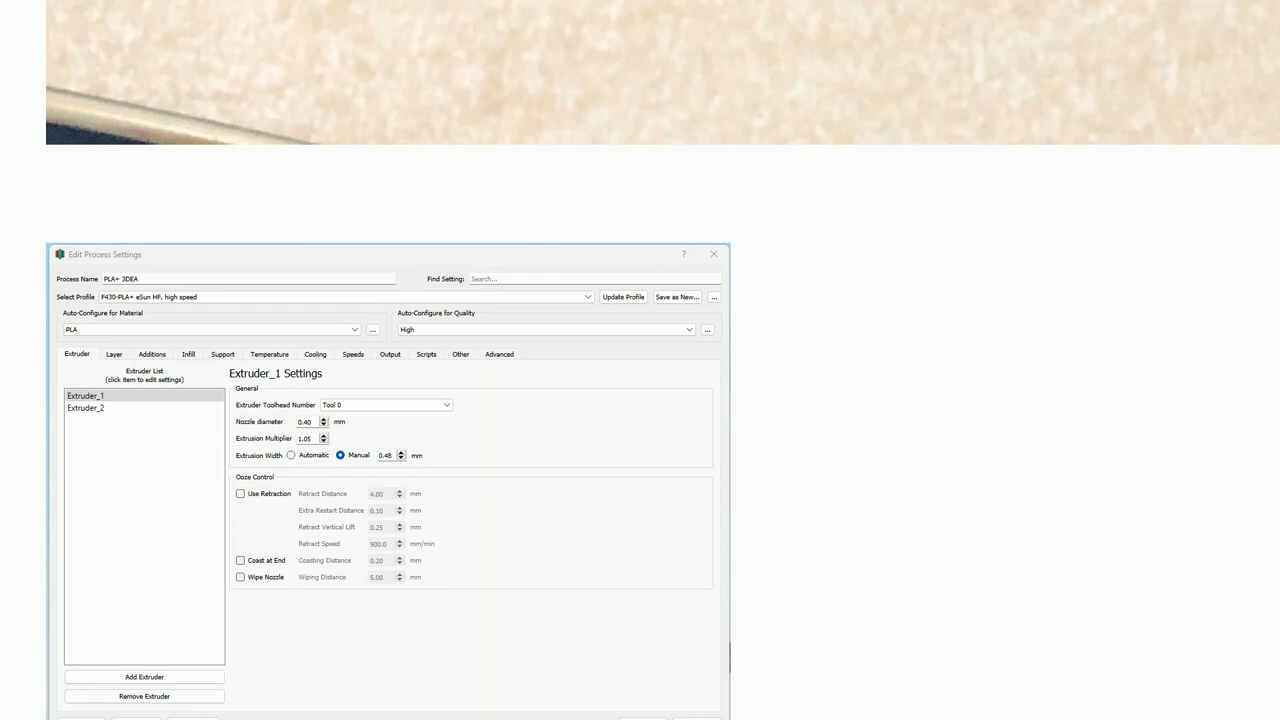 Edit Process Settings ? ×
Process Name PLA+ 3DEA Find Setting: Search...
Select Profile F430-PLA+ eSun HF, high speed Update Profile Save as New... ...
Auto-Configure for Material Auto-Configure for Quality
PLA ... High ...
Extruder Layer Additions Infill Support Temperature Cooling Speeds Output Scripts Other Advanced
Extruder List
(click item to edit settings)
Extruder_1
Extruder_2
Add Extruder
Remove Extruder
Extruder_1 Settings
General
Extruder Toolhead Number Tool 0
Nozzle diameter 0.40 mm
Extrusion Multiplier 1.05
Extrusion Width Automatic Manual 0.48 mm
Ooze Control
Use Retraction Retract Distance 4.00 mm
Extra Restart Distance 0.10 mm
Retract Vertical Lift 0.25 mm
Retract Speed 900.0 mm/min
Coast at End Coasting Distance 0.20 mm
Wipe Nozzle Wiping Distance 5.00 mm